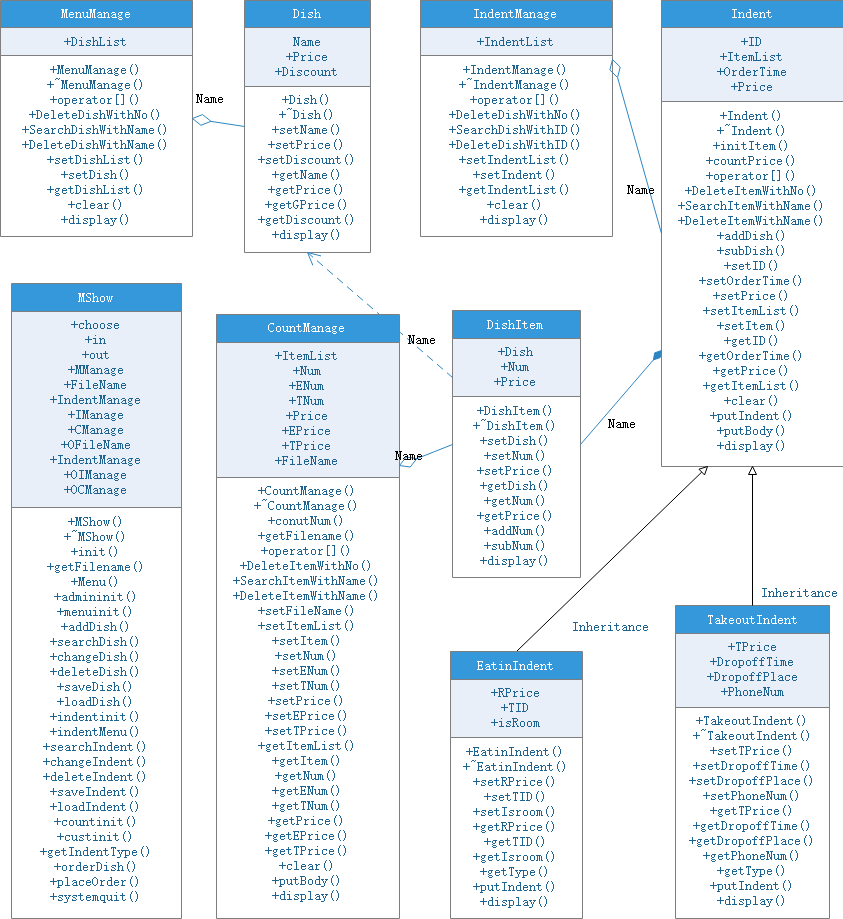 MenuManage
+DishList
+MenuManage()
+~MenuManage()
+operator[]()
+DeleteDishWithNo()
+SearchDishWithName()
+DeleteDishWithName()
+setDishList()
+setDish()
+getDishList()
+clear()
+display()
Name
Dish
Name
+Price
+Discount
+Dish()
+~Dish()
+setName()
+setPrice()
+setDiscount()
+getName()
+getPrice()
+getGPrice()
+getDiscount()
+display()
IndentManage
+IndentList
+IndentManage()
+~IndentManage()
+operator[]()
+DeleteDishWithNo()
+SearchDishWithID()
+DeleteDishWithID()
+setIndentList()
+setIndent()
+getIndentList()
+clear()
+display()
Name
Indent
+ID
+ItemList
+OrderTime
+Price
+Indent()
+~Indent()
+initItem()
+countPrice()
+operator[]()
+DeleteItemWithNo()
+SearchItemWithName()
+DeleteItemWithName()
+addDish()
+subDish()
+setID()
+setOrderTime()
+setPrice()
+setItemList()
+setItem()
+getID()
+getOrderTime()
+getPrice()
+getItemList()
+clear()
+putIndent()
+putBody()
+display()
MShow
+choose
+in
+out
+MManage
+FileName
+IndentManage
+IManage
+CManage
+OFileName
+IndentManage
+OIManage
+OCManage
+MShow()
+~MShow()
+init()
+getFilename()
+Menu()
+admininit()
+menuinit()
+addDish()
+searchDish()
+changeDish()
+deleteDish()
+saveDish()
+loadDish()
+indentinit()
+indentMenu()
+searchIndent()
+changeIndent()
+deleteIndent()
+saveIndent()
+loadIndent()
+countinit()
+custinit()
+getIndentType()
+orderDish()
+placeOrder()
+systemquit()
CountManage
+ItemList
+Num
+ENum
+TNum
+Price
+EPrice
+TPrice
+FileName
+CountManage()
+~CountManage()
+conutNum()
+getFilename()
+operator[]()
+DeleteItemWithNo()
+SearchItemWithName()
+DeleteItemWithName()
+setFileName()
+setItemList()
+setItem()
+setNum()
+setENum()
+setTNum()
+setPrice()
+setEPrice()
+setTPrice()
+getItemList()
+getItem()
+getNum()
+getENum()
+getTNum()
+getPrice()
+getEPrice()
+getTPrice()
+clear()
+putBody()
+display()
Name
Name
DishItem
+Dish
+Num
+Price
+DishItem()
+~DishItem()
+setDish()
+setNum()
+setPrice()
+getDish()
+getNum()
+getPrice()
+addNum()
+subNum()
+display()
Name
Inheritance
Inheritance
EatinIndent
+RPrice
+TID
+isRoom
+EatinIndent()
+~EatinIndent()
+setRPrice()
+setTID()
+setIsroom()
+getRPrice()
+getTID()
+getIsroom()
+getType()
+putIndent()
+display()
TakeoutIndent
+TPrice
+DropoffTime
+DropoffPlace
+PhoneNum
+TakeoutIndent()
+~TakeoutIndent()
+setTPrice()
+setDropoffTime()
+setDropoffPlace()
+setPhoneNum()
+getTPrice()
+getDropoffTime()
+getDropoffPlace()
+getPhoneNum()
+getType()
+putIndent()
+display()